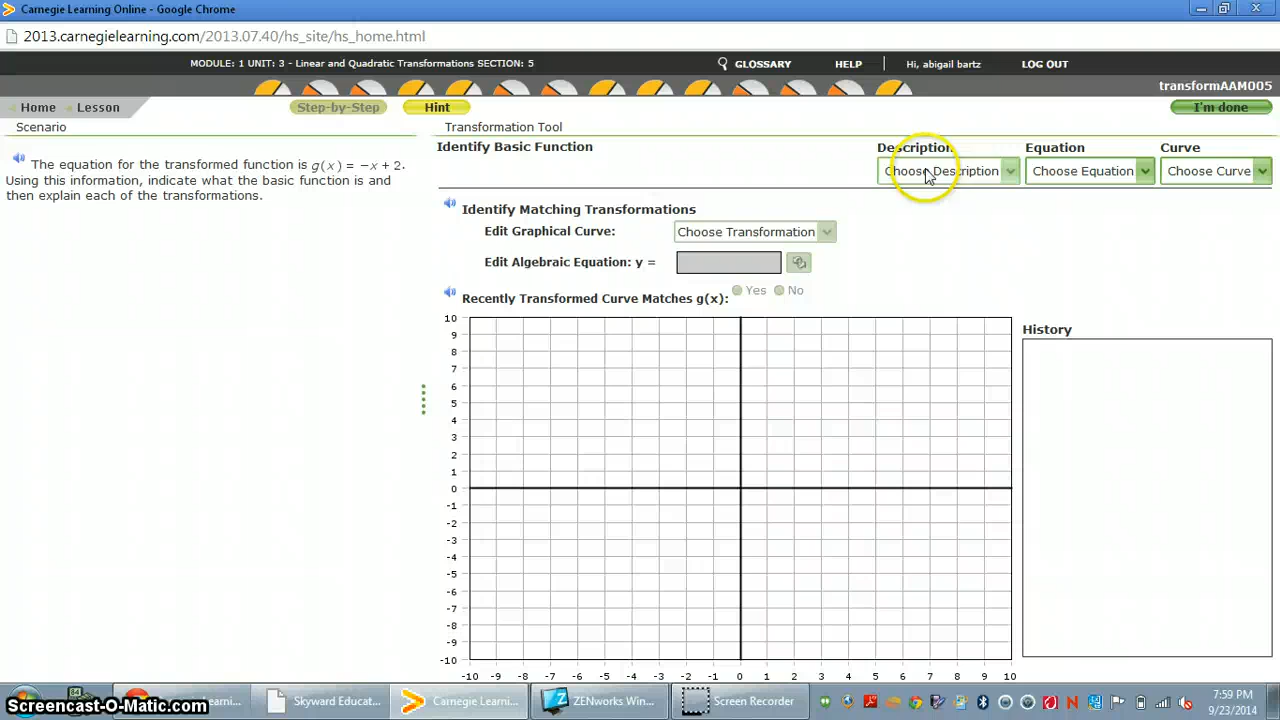 Carnegie Learning Online - Google Chrome
2013.carnegielearning.com/2013.07.40/hs_site/hs_home.html
MODULE: 1 UNIT: 3 - Linear and Quadratic Transformations SECTION: 5
GLOSSARY
HELP
Hi, abigail bartz
LOG OUT
transformAAM005
Home
Lesson
Step-by-Step
Hint
I'm done
Scenario
Transformation Tool
The equation for the transformed function is g(x) = −x + 2.
Using this information, indicate what the basic function is and
then explain each of the transformations.
Identify Basic Function
Description
Equation
Curve
Choose Description
Choose Equation
Choose Curve
Identify Matching Transformations
Edit Graphical Curve:
Choose Transformation
Edit Algebraic Equation: y =
Recently Transformed Curve Matches g(x):
Yes
No
History
10
9
8
7
6
5
4
3
2
1
0
-1
-2
-3
-4
-5
-6
-7
-8
-9
-10
-10 -9 -8 -7 -6 -5 -4 -3 -2 -1 0 1 2 3 4 5 6 7 8 9 10
Screencast-O-Matic.com
Skyward Educat...
Carnegie Learni...
ZENworks Win...
Screen Recorder
7:59 PM
9/23/2014